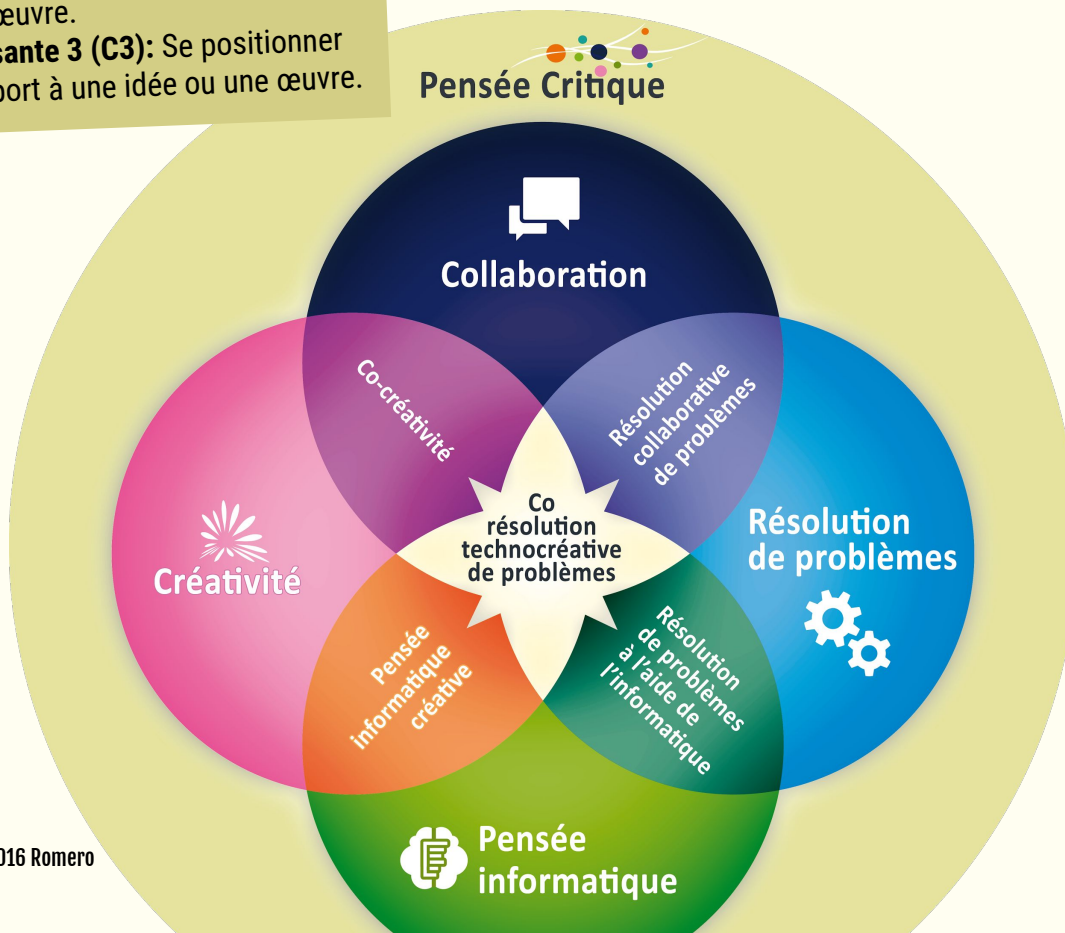 œuvre.
sante 3 (C3): Se positionner
port à une idée ou une œuvre.
Pensée Critique
Collaboration
Co-créativité
Résolution
collaborative
de problèmes
Créativité
Co
résolution
technocréative
de problèmes
Résolution
de problèmes
Pensée
informatique
créative
Résolution
de problèmes
à l'aide de
l'informatique
Pensée
informatique
016 Romero